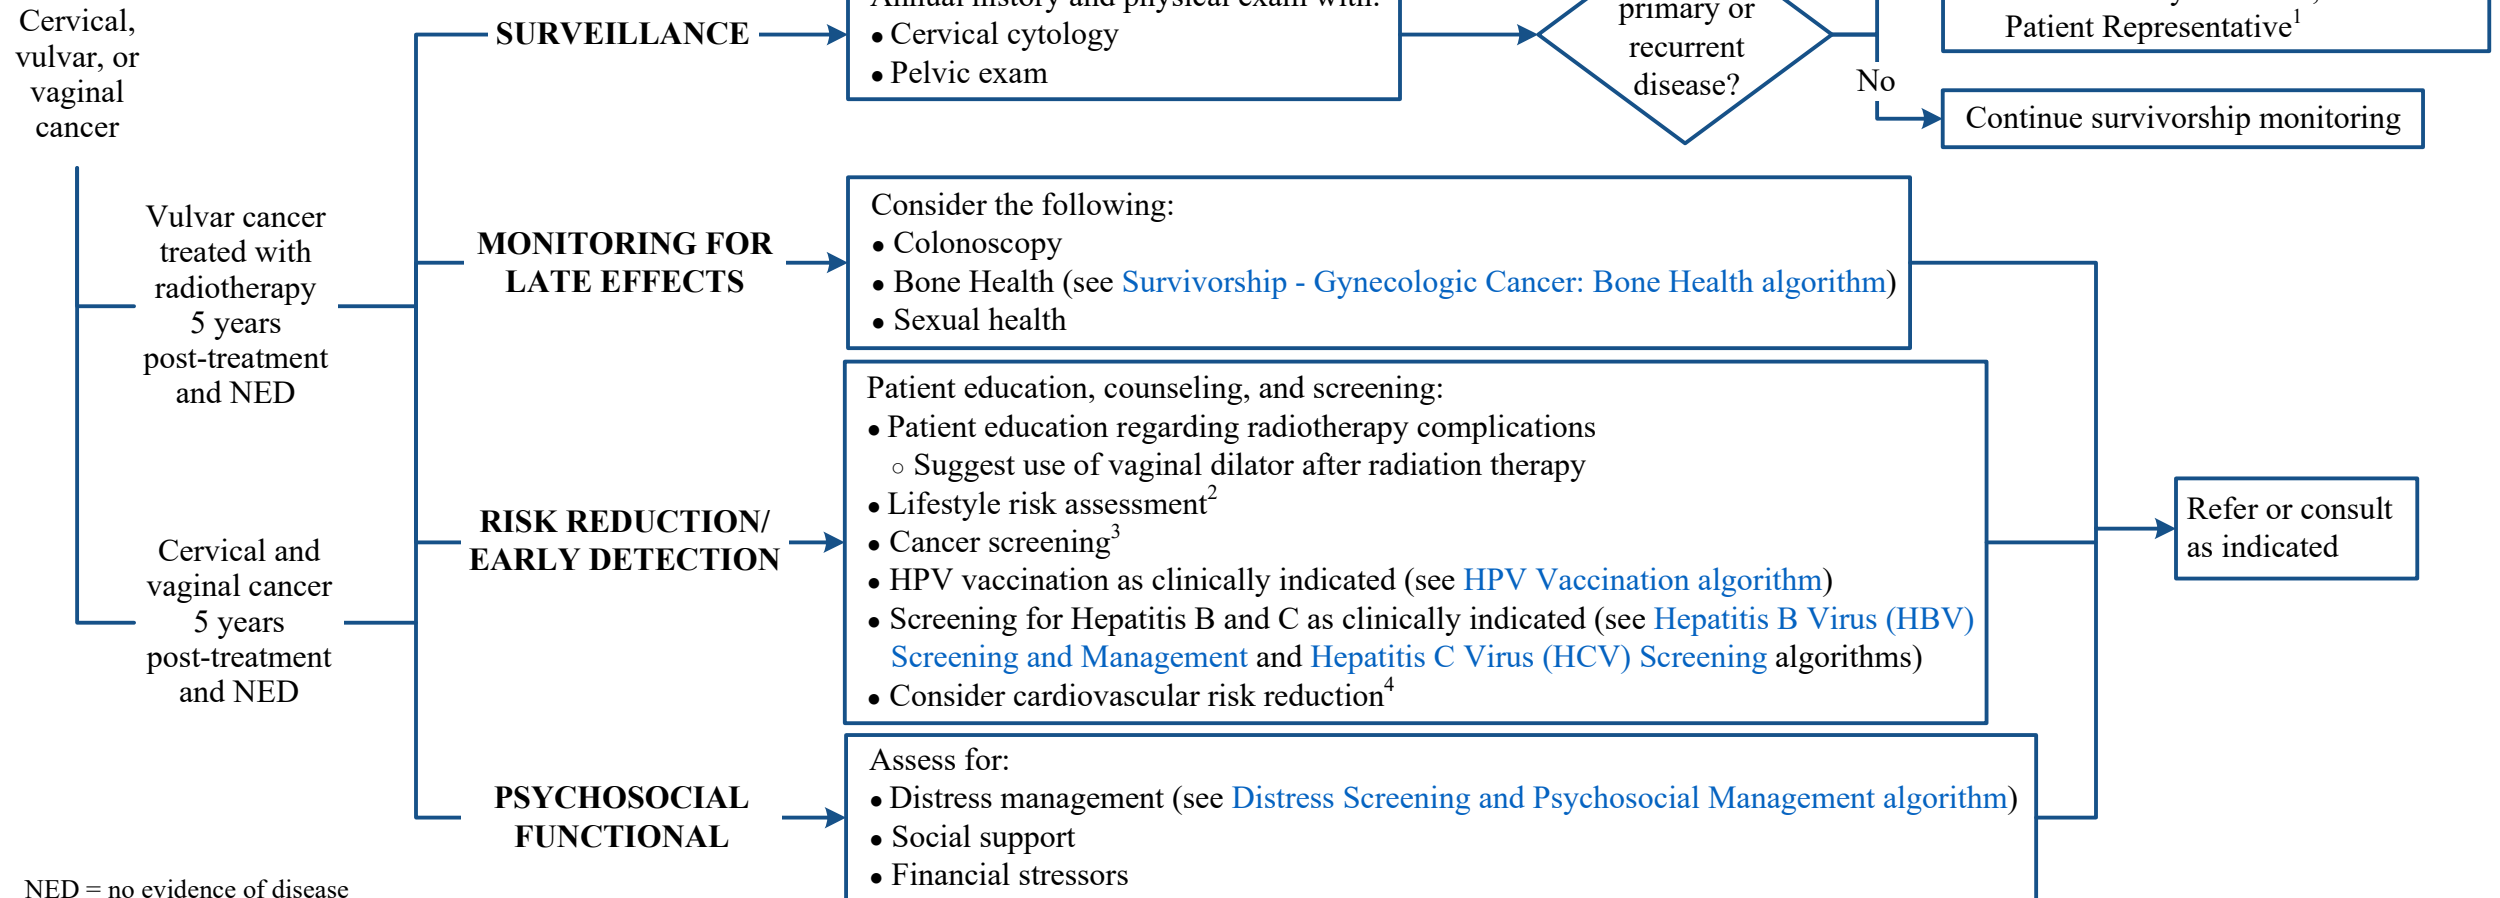 Cervical,
vulvar, or
vaginal
cancer
Vulvar cancer
treated with
radiotherapy
5 years
post-treatment
and NED
Cervical and
vaginal cancer
5 years
post-treatment
and NED
SURVEILLANCE
Annual history and physical exam with:
● Cervical cytology
● Pelvic exam
primary or
recurrent
disease?
Patient Representative1
No
Continue survivorship monitoring
MONITORING FOR
LATE EFFECTS
Consider the following:
● Colonoscopy
● Bone Health (see Survivorship - Gynecologic Cancer: Bone Health algorithm)
● Sexual health
RISK REDUCTION/
EARLY DETECTION
Patient education, counseling, and screening:
● Patient education regarding radiotherapy complications
○ Suggest use of vaginal dilator after radiation therapy
● Lifestyle risk assessment2
● Cancer screening3
● HPV vaccination as clinically indicated (see HPV Vaccination algorithm)
● Screening for Hepatitis B and C as clinically indicated (see Hepatitis B Virus (HBV)
Screening and Management and Hepatitis C Virus (HCV) Screening algorithms)
● Consider cardiovascular risk reduction4
Refer or consult
as indicated
PSYCHOSOCIAL
FUNCTIONAL
Assess for:
● Distress management (see Distress Screening and Psychosocial Management algorithm)
● Social support
● Financial stressors
NED = no evidence of disease